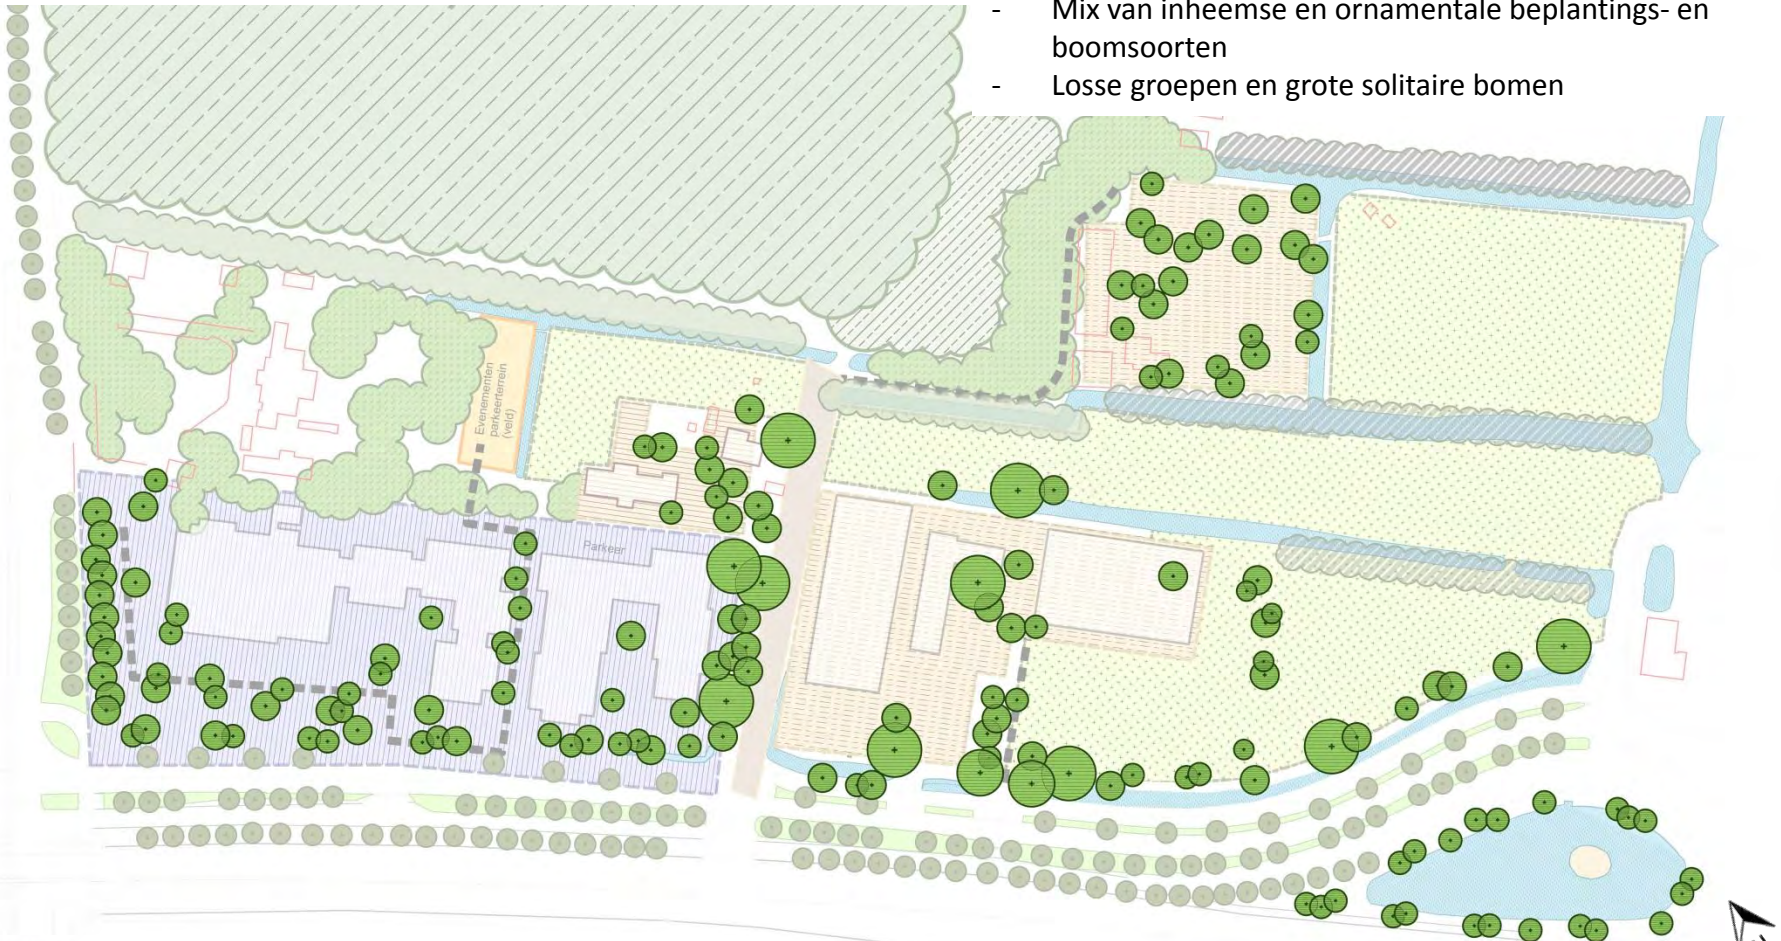 - Mix van inheemse en ornamentale beplantings- en
boomsoorten
- Losse groepen en grote solitaire bomen
Evenementen
parkeerterrein
(veld)
Parkeer